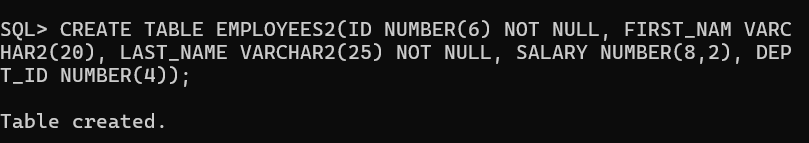 SQL> CREATE TABLE EMPLOYEES2(ID NUMBER(6) NOT NULL, FIRST_NAM VARC
HAR2(20), LAST_NAME VARCHAR2(25) NOT NULL, SALARY NUMBER(8,2), DEP
T_ID NUMBER(4));
Table created.